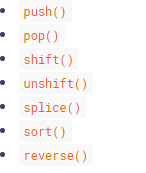 push()
pop()
shift()
unshift()
splice()
sort()
reverse()